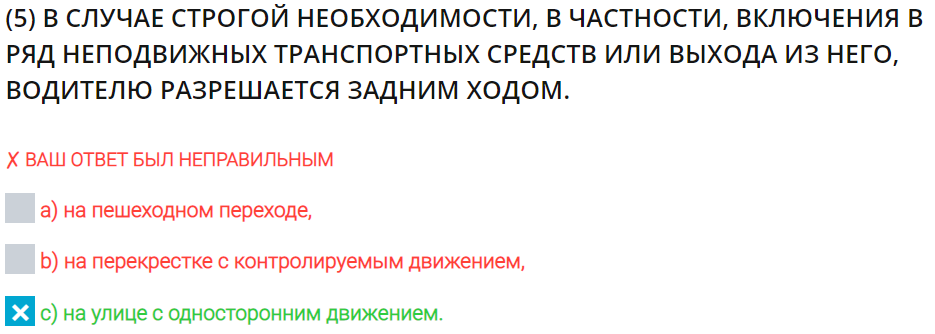 (5) В СЛУЧАЕ СТРОГОЙ НЕОБХОДИМОСТИ, В ЧАСТНОСТИ, ВКЛЮЧЕНИЯ В
РЯД НЕПОДВИЖНЫХ ТРАНСПОРТНЫХ СРЕДСТВ ИЛИ ВЫХОДА ИЗ НЕГО,
ВОДИТЕЛЮ РАЗРЕШАЕТСЯ ЗАДНИМ ХОДОМ.
✗ ВАШ ОТВЕТ БЫЛ НЕПРАВИЛЬНЫМ
a) на пешеходном переходе,
b) на перекрестке с контролируемым движением,
c) на улице с односторонним движением.